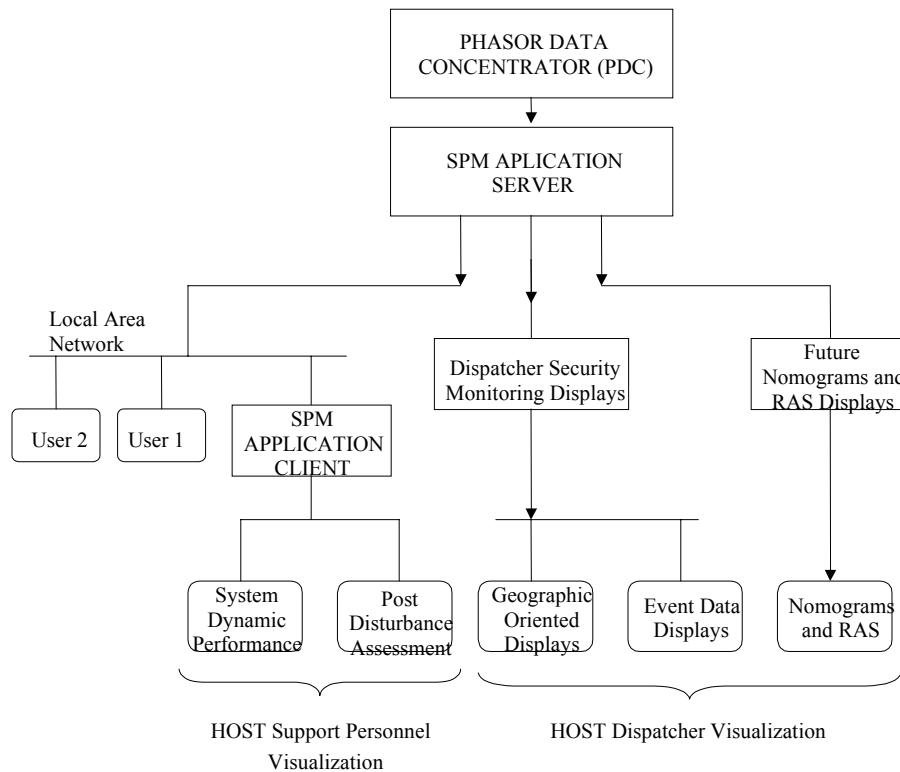 PHASOR DATA
CONCENTRATOR (PDC)
SPM APLICATION
SERVER
Local Area
Network
User 2
User 1
SPM
APPLICATION
CLIENT
Dispatcher Security
Monitoring Displays
Future
Nomograms and
RAS Displays
System
Dynamic
Performance
Post
Disturbance
Assessment
Geographic
Oriented
Displays
Event Data
Displays
Nomograms
and RAS
HOST Support Personnel
Visualization
HOST Dispatcher Visualization